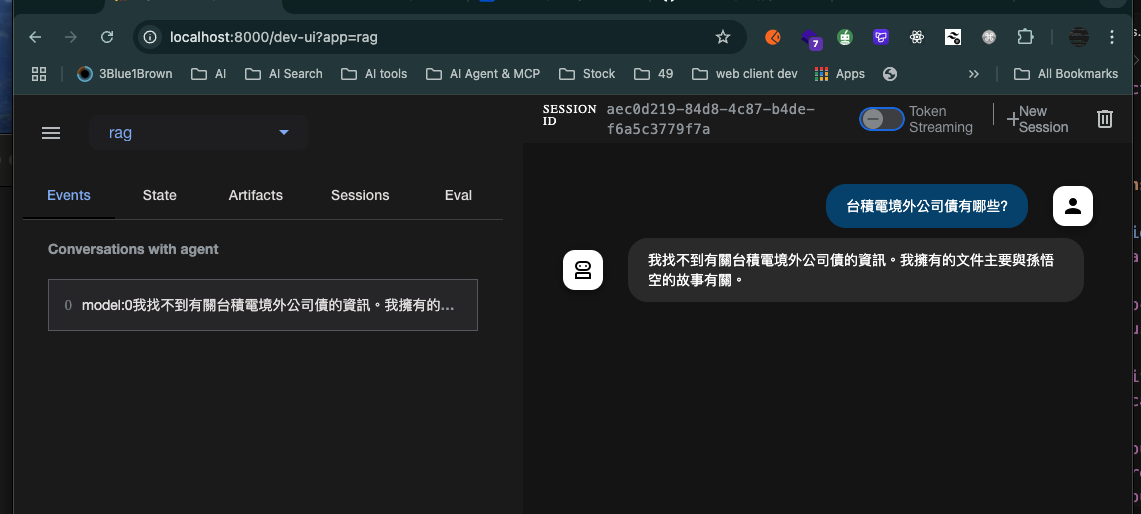 localhost:8000/dev-ui?app=rag
7
3Blue1Brown
AI
AI Search
AI tools
AI Agent & MCP
Stock
49
web client dev
Apps
»
All Bookmarks
rag
SESSION ID
aec0d219-84d8-4c87-b4de-
f6a5c3779f7a
Token
Streaming
New
Session
Events State Artifacts Sessions Eval
Conversations with agent
0 model:0我找不到有關台積電境外公司債的資訊。我擁有的...
台積電境外公司債有哪些?
我找不到有關台積電境外公司債的資訊。我擁有的文件主要與孫悟
空的故事有關。